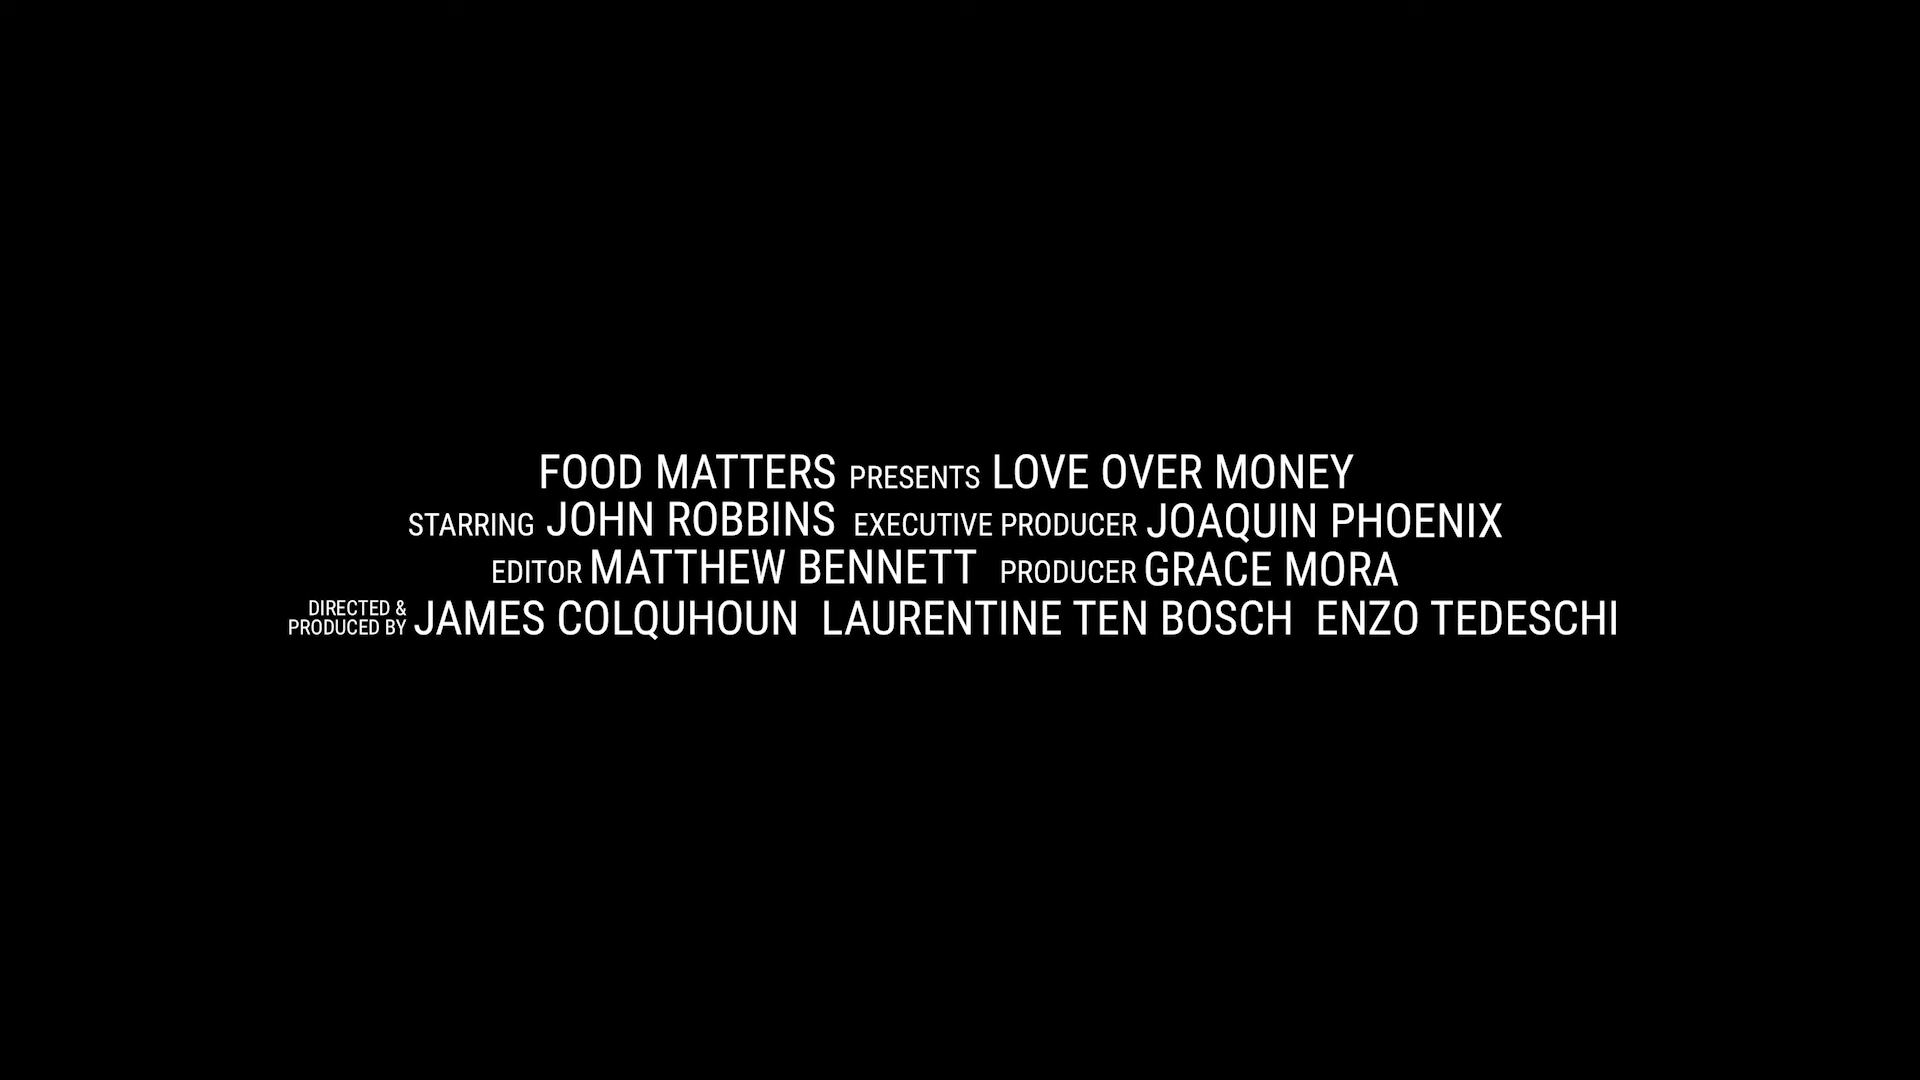 FOOD MATTERS PRESENTS LOVE OVER MONEY
STARRING JOHN ROBBINS EXECUTIVE PRODUCER JOAQUIN PHOENIX
EDITOR MATTHEW BENNETT PRODUCER GRACE MORA
DIRECTED & PRODUCED BY JAMES COLQUHOUN LAURENTINE TEN BOSCH ENZO TEDESCHI